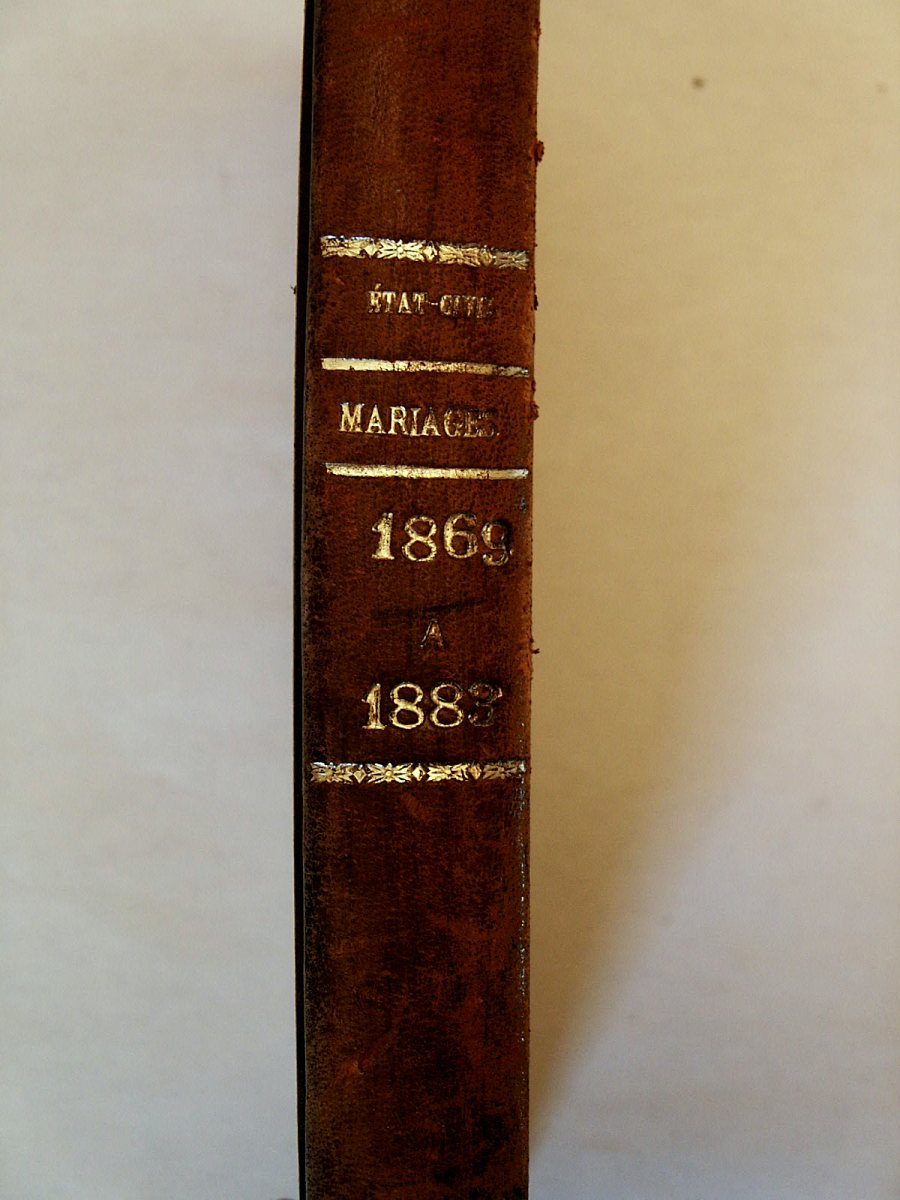 ÉTAT-CIVIL
MARIAGES.
1869
A
1883